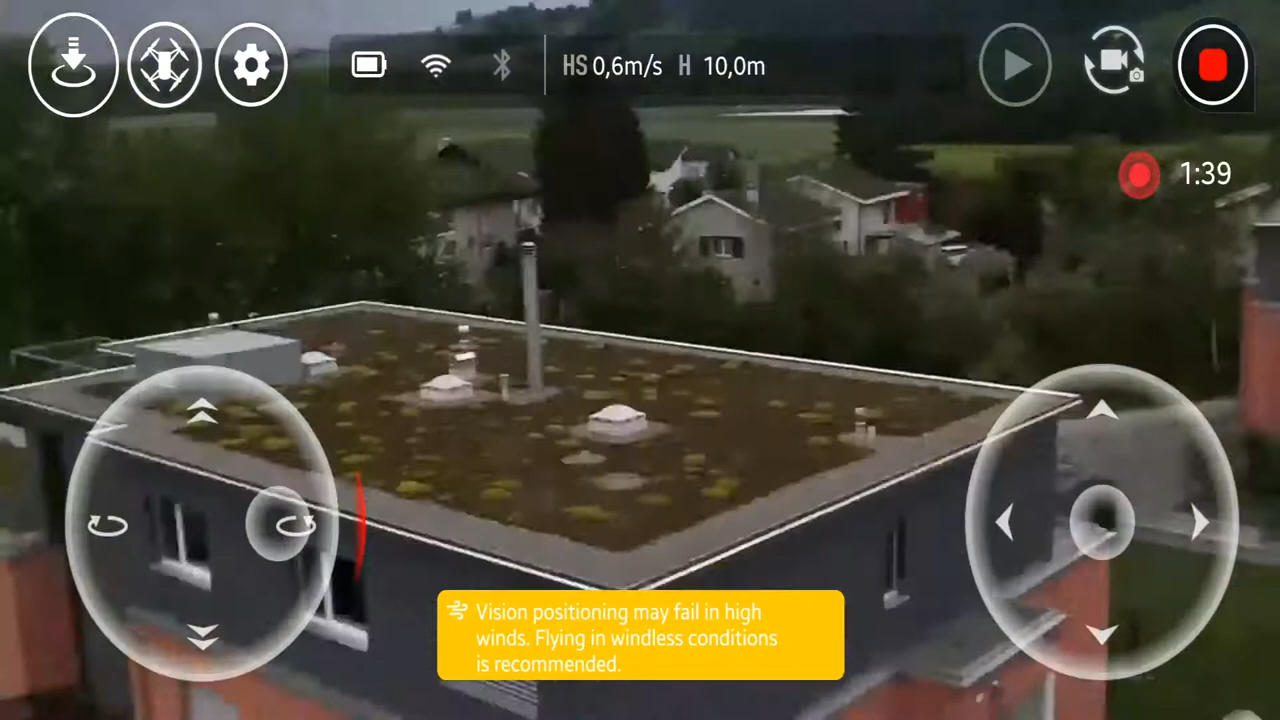 HS 0,6m/s H 10,0m
1:39
Vision positioning may fail in high
winds. Flying in windless conditions
is recommended.